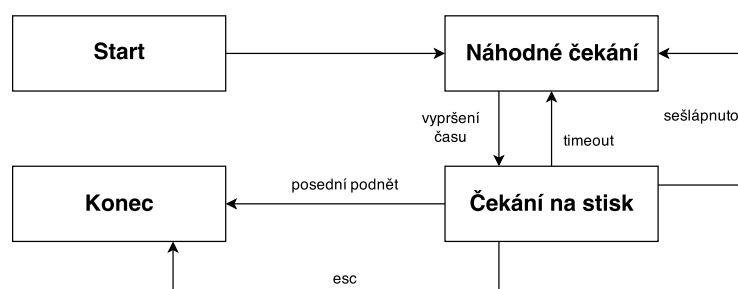 Start
Náhodné čekání
vypršení
času
timeout
sešlápnuto
Konec
posední podnět
Čekání na stisk
esc